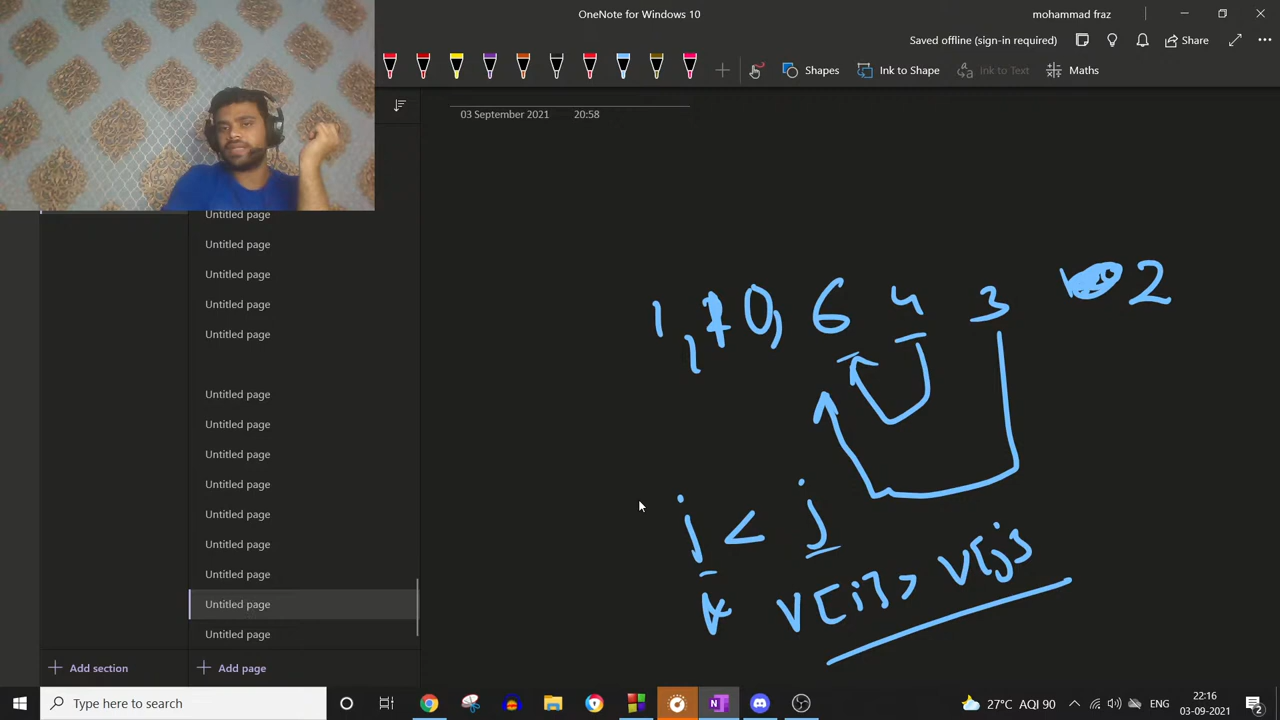 OneNote for Windows 10
mohammad fraz
Saved offline (sign-in required)
Share
Shapes
Ink to Shape
Ink to Text
Maths
03 September 2021 20:58
Untitled page
Untitled page
Untitled page
Untitled page
Untitled page
Untitled page
Untitled page
Untitled page
Untitled page
Untitled page
Untitled page
Untitled page
Untitled page
Untitled page
1, 0, 6 4 3 2
i < j
v[i] > v[j]
Add section
Add page
Type here to search
27°C AQI 90
ENG
22:16
03-09-2021
2